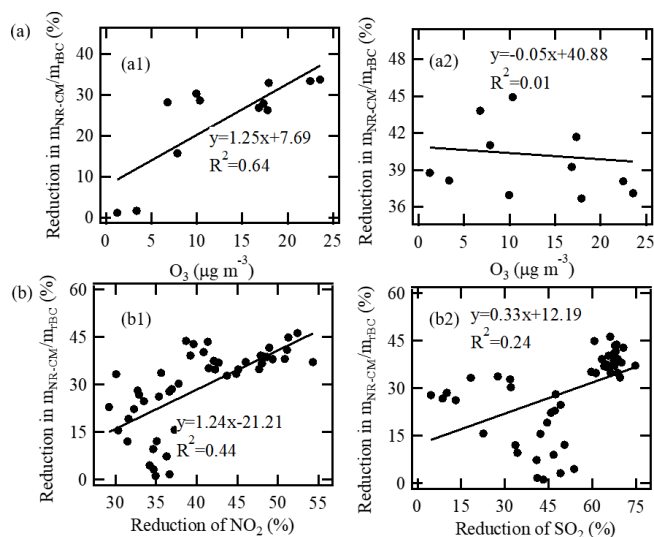 (a)
Reduction in m_NR-CM/m_rBC (%)
40
30
20
10
0
(a1)
y=1.25x+7.69
R²=0.64
0 5 10 15 20 25
O₃ (μg m⁻³)
Reduction in m_NR-CM/m_rBC (%)
48
45
42
39
36
y=-0.05x+40.88
(a2)
R²=0.01
0 5 10 15 20 25
O₃ (μg m⁻³)
(b)
Reduction in m_NR-CM/m_rBC (%)
60
45
30
15
0
(b1)
y=1.24x-21.21
R²=0.44
30 35 40 45 50 55
Reduction of NO₂ (%)
Reduction in m_NR-CM/m_rBC (%)
60
45
30
15
0
y=0.33x+12.19
(b2)
R²=0.24
0 15 30 45 60 75
Reduction of SO₂ (%)